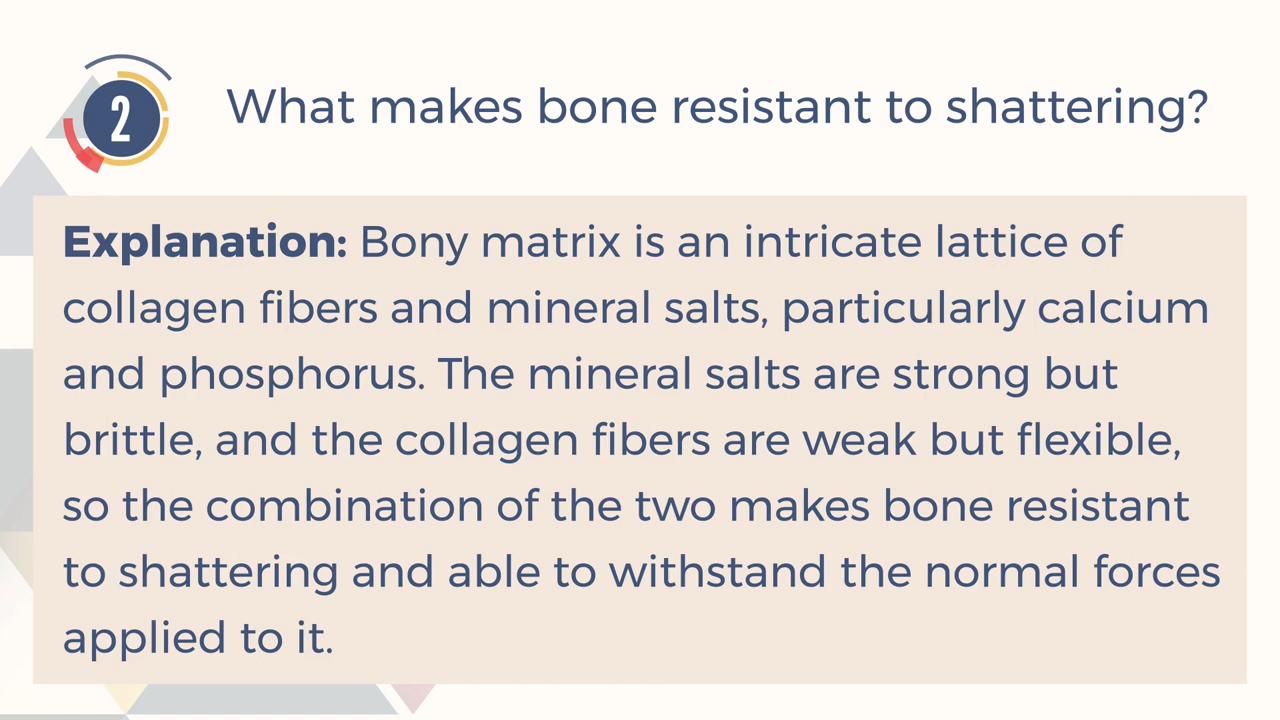 2
What makes bone resistant to shattering?
Explanation: Bony matrix is an intricate lattice of
collagen fibers and mineral salts, particularly calcium
and phosphorus. The mineral salts are strong but
brittle, and the collagen fibers are weak but flexible,
so the combination of the two makes bone resistant
to shattering and able to withstand the normal forces
applied to it.